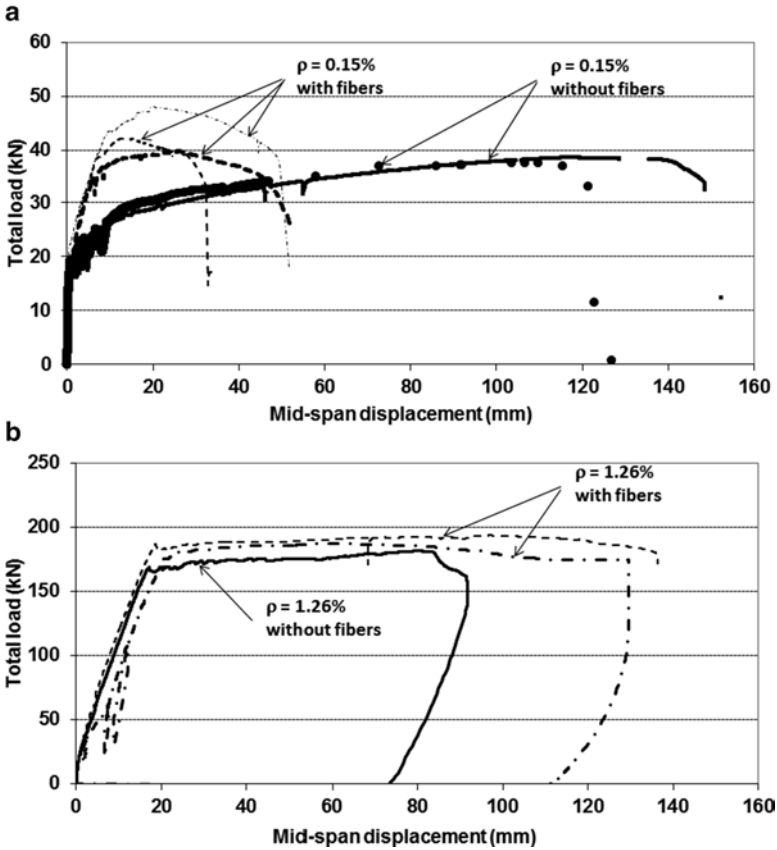 a
60
50
40
30
20
10
0
Total load (kN)
ρ = 0.15%
with fibers
ρ = 0.15%
without fibers
0 20 40 60 80 100 120 140 160
Mid-span displacement (mm)
b
250
200
150
100
50
0
Total load (kN)
ρ = 1.26%
with fibers
ρ = 1.26%
without fibers
0 20 40 60 80 100 120 140 160
Mid-span displacement (mm)